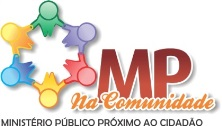 MP
Na Comunidade
MINISTÉRIO PÚBLICO PRÓXIMO AO CIDADÃO